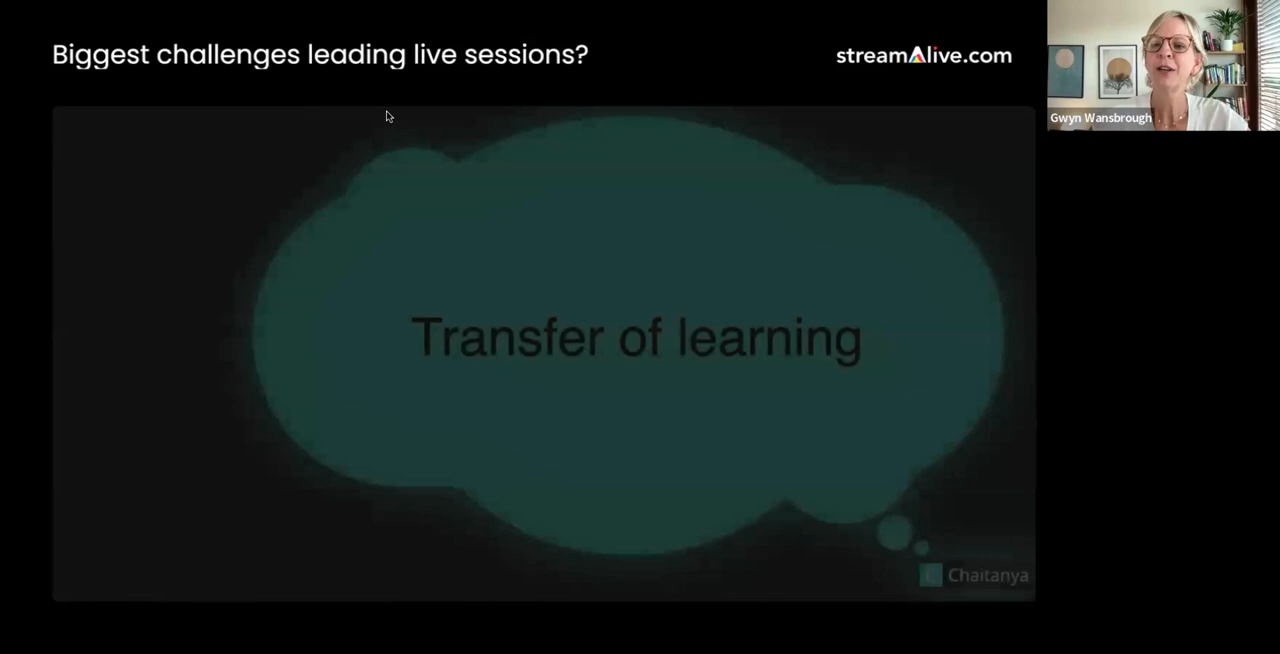 Biggest challenges leading live sessions?
streamAlive.com
Gwyn Wansbrough
Transfer of learning
Chaitanya